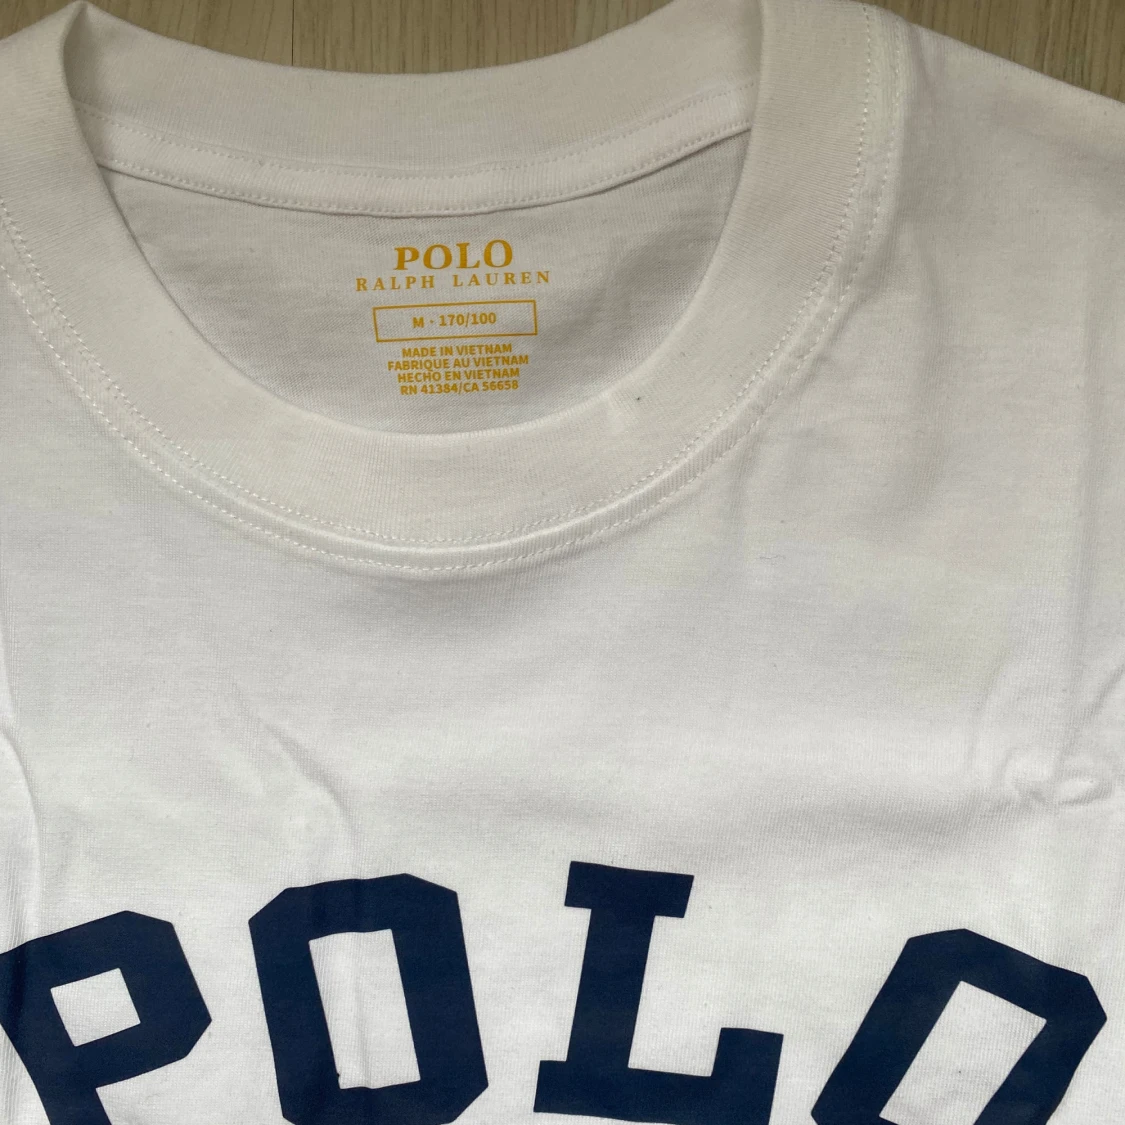 POLO
RALPH LAUREN
M - 170/100
MADE IN VIETNAM
FABRIQUE AU VIETNAM
HECHO EN VIETNAM
RN 41384/CA 56658
POLO